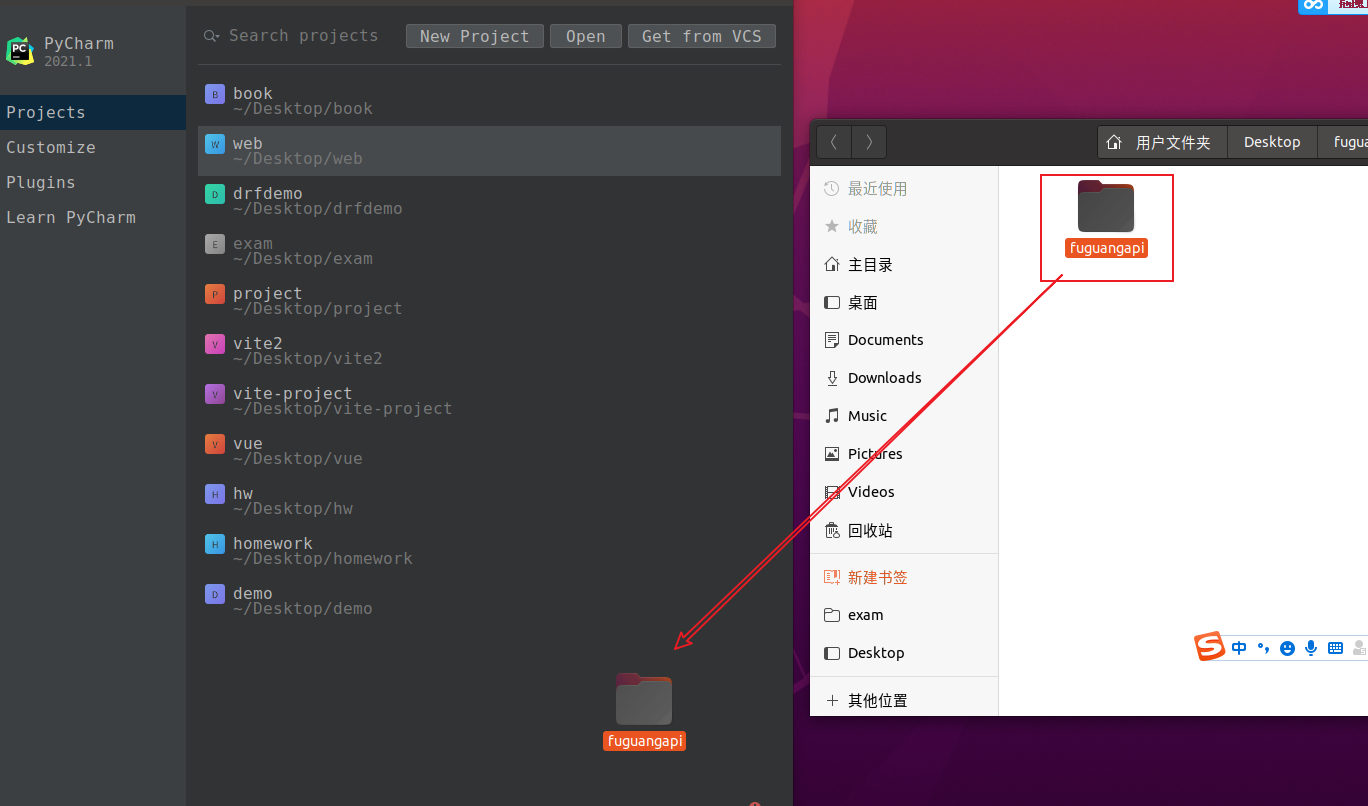 PyCharm
2021.1
Projects
Customize
Plugins
Learn PyCharm
Search projects
New Project
Open
Get from VCS
book
~/Desktop/book
web
~/Desktop/web
drfdemo
~/Desktop/drfdemo
exam
~/Desktop/exam
project
~/Desktop/project
vite2
~/Desktop/vite2
vite-project
~/Desktop/vite-project
vue
~/Desktop/vue
hw
~/Desktop/hw
homework
~/Desktop/homework
demo
~/Desktop/demo
fuguangapi
用户文件夹
Desktop
fugua
最近使用
收藏
主目录
桌面
Documents
Downloads
Music
Pictures
Videos
回收站
新建书签
exam
Desktop
其他位置
fuguangapi
中